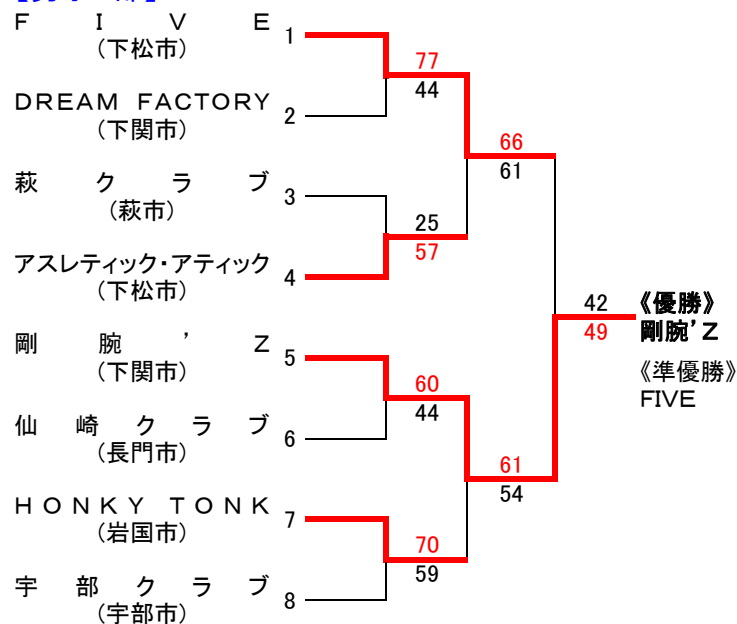 FIVE
(下松市)
1
DREAM FACTORY
(下関市)
2
萩クラブ
(萩市)
3
アスレティック・アティック
(下松市)
4
剛腕’Z
(下関市)
5
仙崎クラブ
(長門市)
6
HONKY TONK
(岩国市)
7
宇部クラブ
(宇部市)
8
77
44
25
57
60
44
70
59
66
61
61
54
42
49
《優勝》
剛腕’Z
《準優勝》
FIVE